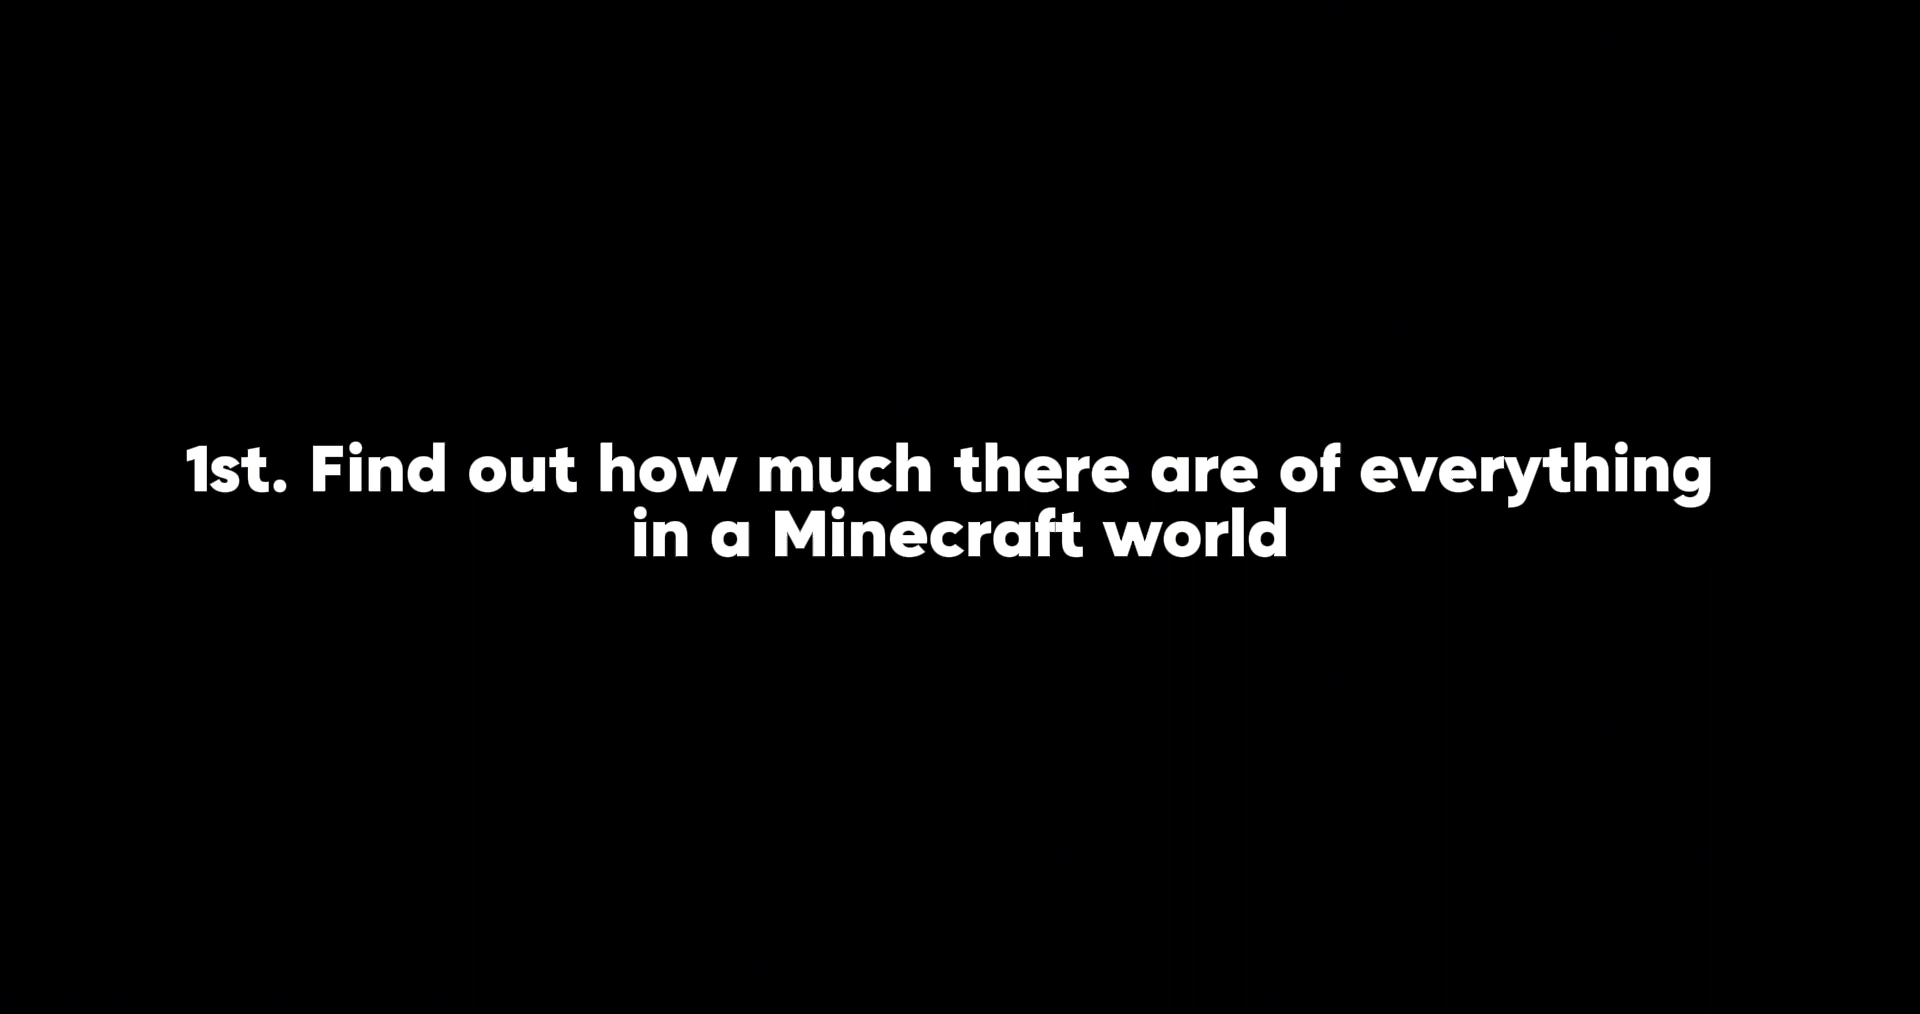 1st. Find out how much there are of everything
in a Minecraft world